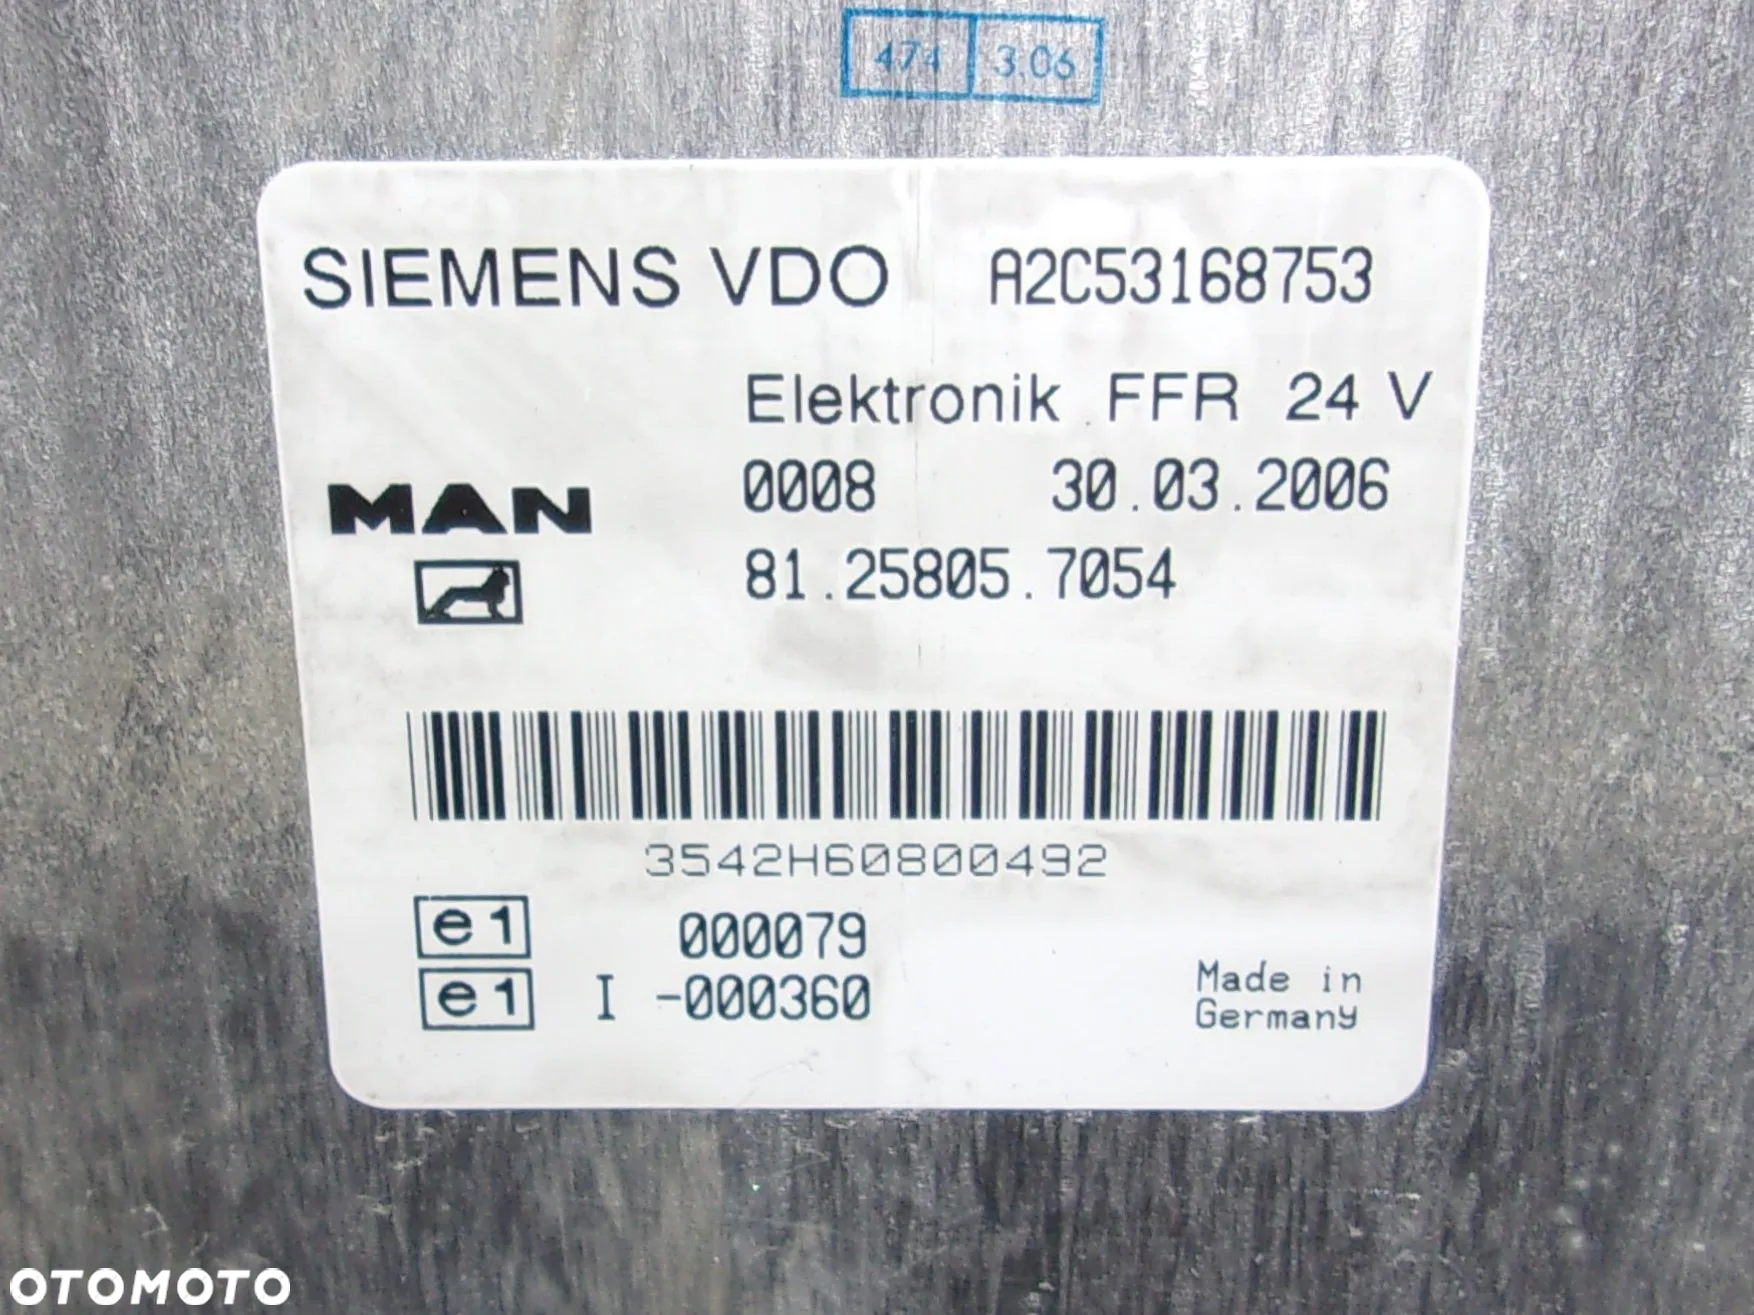 474 3.06
SIEMENS VDO A2C53168753
Elektronik FFR 24 V
0008 30.03.2006
MAN
81.25805.7054
3542H60800492
e1 000079
e1 I -000360
Made in
Germany
OTOMOTO